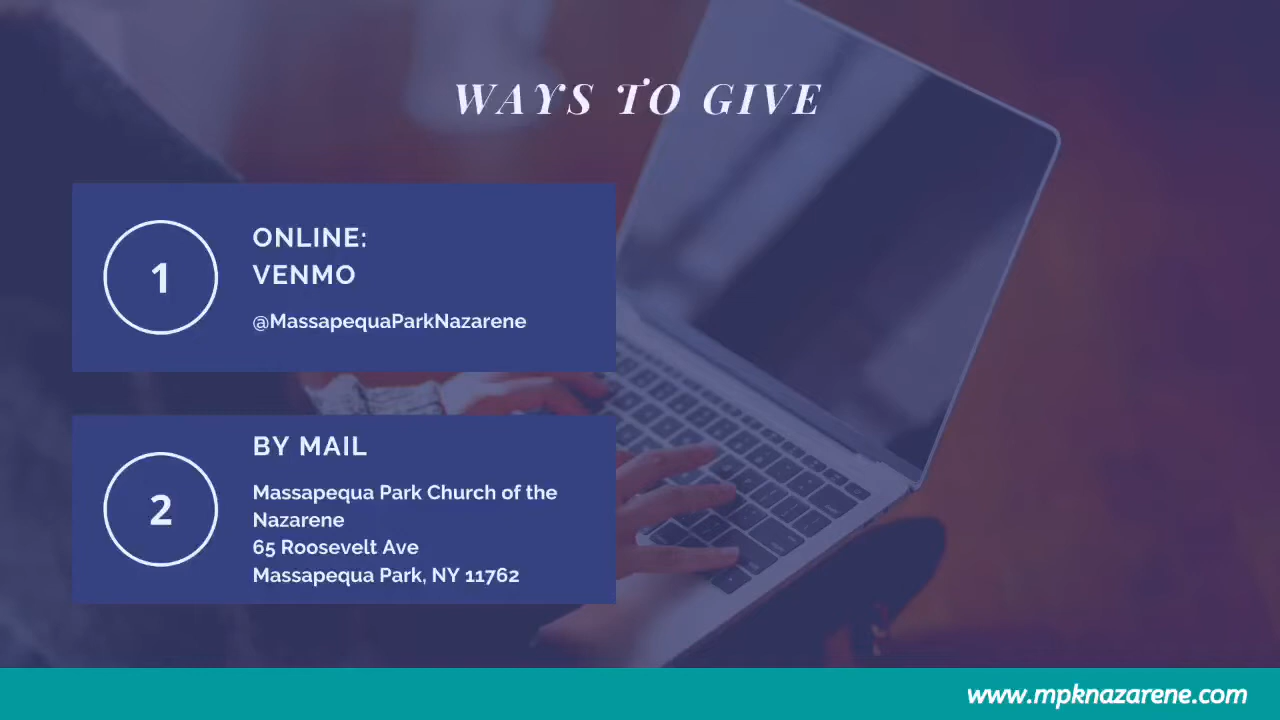 WAYS TO GIVE
1
ONLINE:
VENMO
@MassapequaParkNazarene
2
BY MAIL
Massapequa Park Church of the
Nazarene
65 Roosevelt Ave
Massapequa Park, NY 11762
www.mpknazarene.com